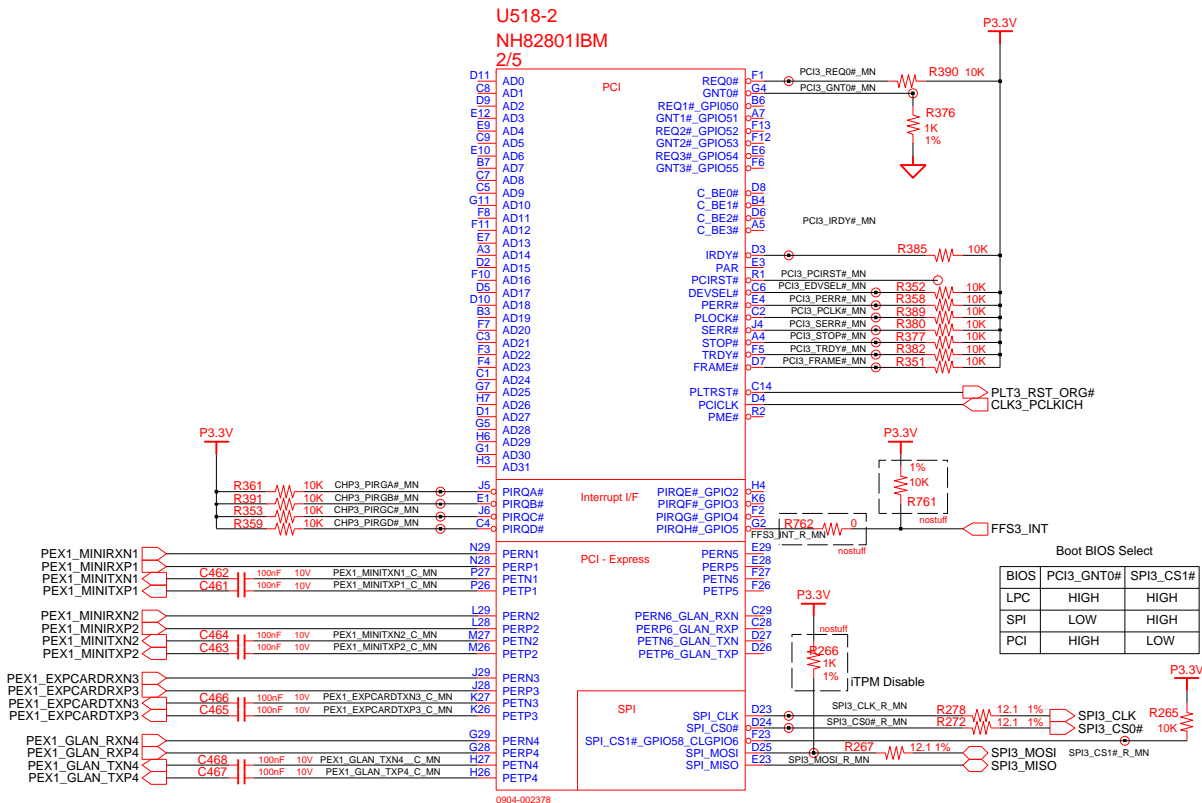 U518-2
NH82801IBM
2/5
P3.3V
PCI
D11 AD0
C8 AD1
D9 AD2
E12 AD3
E9 AD4
C9 AD5
E10 AD6
B7 AD7
C7 AD8
C5 AD9
G11 AD10
F8 AD11
F11 AD12
E7 AD13
A3 AD14
D2 AD15
F10 AD16
D5 AD17
D10 AD18
B3 AD19
F7 AD20
C3 AD21
F3 AD22
F4 AD23
C1 AD24
G7 AD25
H7 AD26
D1 AD27
G5 AD28
H6 AD29
G1 AD30
H3 AD31
REQ0# F1 PCI3_REQ0#_MN R390 10K
GNT0# G4 PCI3_GNT0#_MN
R376
1K
1%
REQ1#_GPIO50 B6
GNT1#_GPIO51 A7
REQ2#_GPIO52 F13
GNT2#_GPIO53 F12
REQ3#_GPIO54 E6
GNT3#_GPIO55 F6
C_BE0# D8
C_BE1# B4
C_BE2# D6
C_BE3# A5
PCI3_IRDY#_MN
IRDY# D3 R385 10K
PAR E3
PCIRST# R1 PCI3_PCIRST#_MN
DEVSEL# C6 PCI3_EDVSEL#_MN R352 10K
PERR# E4 PCI3_PERR#_MN R358 10K
PLOCK# C2 PCI3_PCLK#_MN R389 10K
SERR# J4 PCI3_SERR#_MN R380 10K
STOP# A4 PCI3_STOP#_MN R377 10K
TRDY# F5 PCI3_TRDY#_MN R382 10K
FRAME# D7 PCI3_FRAME#_MN R351 10K
PLTRST# C14 PLT3_RST_ORG#
PCICLK D4 CLK3_PCLKICH
PME# R2
P3.3V
R361 10K CHP3_PIRGA#_MN J5 PIRQA#
R391 10K CHP3_PIRGB#_MN E1 PIRQB#
R353 10K CHP3_PIRGC#_MN J6 PIRQC#
R359 10K CHP3_PIRGD#_MN C4 PIRQD#
Interrupt I/F
P3.3V
1%
10K
R761
nostuff
PIRQE#_GPIO2 H4
PIRQF#_GPIO3 K6
PIRQG#_GPIO4 F2
PIRQH#_GPIO5 G2 R762 0 FFS3_INT
FFS3_INT_R_MN
nostuff
PCI - Express
PEX1_MINIRXN1 N29 PERN1
PEX1_MINIRXP1 N28 PERP1
PEX1_MINITXN1 C462 100nF 10V PEX1_MINITXN1_C_MN P27 PETN1
PEX1_MINITXP1 C461 100nF 10V PEX1_MINITXP1_C_MN P26 PETP1
PEX1_MINIRXN2 L29 PERN2
PEX1_MINIRXP2 L28 PERP2
PEX1_MINITXN2 C464 100nF 10V PEX1_MINITXN2_C_MN M27 PETN2
PEX1_MINITXP2 C463 100nF 10V PEX1_MINITXP2_C_MN M26 PETP2
PEX1_EXPCARDRXN3 J29 PERN3
PEX1_EXPCARDRXP3 J28 PERP3
PEX1_EXPCARDTXN3 C466 100nF 10V PEX1_EXPCARDTXN3_C_MN K27 PETN3
PEX1_EXPCARDTXP3 C465 100nF 10V PEX1_EXPCARDTXP3_C_MN K26 PETP3
PEX1_GLAN_RXN4 G29 PERN4
PEX1_GLAN_RXP4 G28 PERP4
PEX1_GLAN_TXN4 C468 100nF 10V PEX1_GLAN_TXN4__C_MN H27 PETN4
PEX1_GLAN_TXP4 C467 100nF 10V PEX1_GLAN_TXP4_C_MN H26 PETP4
PERN5 E29
PERP5 E28
PETN5 F27
PETP5 F26
PERN6_GLAN_RXN C29
PERP6_GLAN_RXP C28
PETN6_GLAN_TXN D27
PETP6_GLAN_TXP D26
P3.3V
nostuff
R266
1K
1%
iTPM Disable
Boot BIOS Select
BIOS PCI3_GNT0# SPI3_CS1#
LPC HIGH HIGH
SPI LOW HIGH
PCI HIGH LOW
P3.3V
R265
10K
SPI
SPI_CLK D23 SPI3_CLK_R_MN R278 12.1 1% SPI3_CLK
SPI_CS0# D24 SPI3_CS0#_R_MN R272 12.1 1% SPI3_CS0#
SPI_CS1#_GPIO58_CLGPIO6 F23 SPI3_CS1#_R_MN
SPI_MOSI D25 R267 12.1 1% SPI3_MOSI
SPI_MISO E23 SPI3_MOSI_R_MN SPI3_MISO
0904-002378